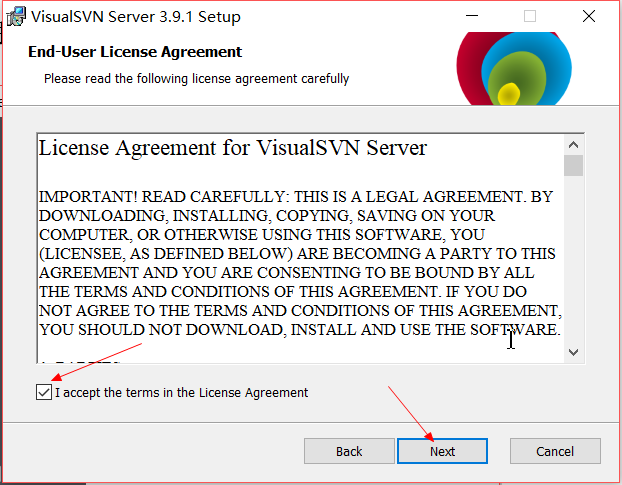 VisualSVN Server 3.9.1 Setup
End-User License Agreement
Please read the following license agreement carefully
License Agreement for VisualSVN Server
IMPORTANT! READ CAREFULLY: THIS IS A LEGAL AGREEMENT. BY
DOWNLOADING, INSTALLING, COPYING, SAVING ON YOUR
COMPUTER, OR OTHERWISE USING THIS SOFTWARE, YOU
(LICENSEE, AS DEFINED BELOW) ARE BECOMING A PARTY TO THIS
AGREEMENT AND YOU ARE CONSENTING TO BE BOUND BY ALL
THE TERMS AND CONDITIONS OF THIS AGREEMENT. IF YOU DO
NOT AGREE TO THE TERMS AND CONDITIONS OF THIS AGREEMENT,
YOU SHOULD NOT DOWNLOAD, INSTALL AND USE THE SOFTWARE.
I accept the terms in the License Agreement
Back
Next
Cancel